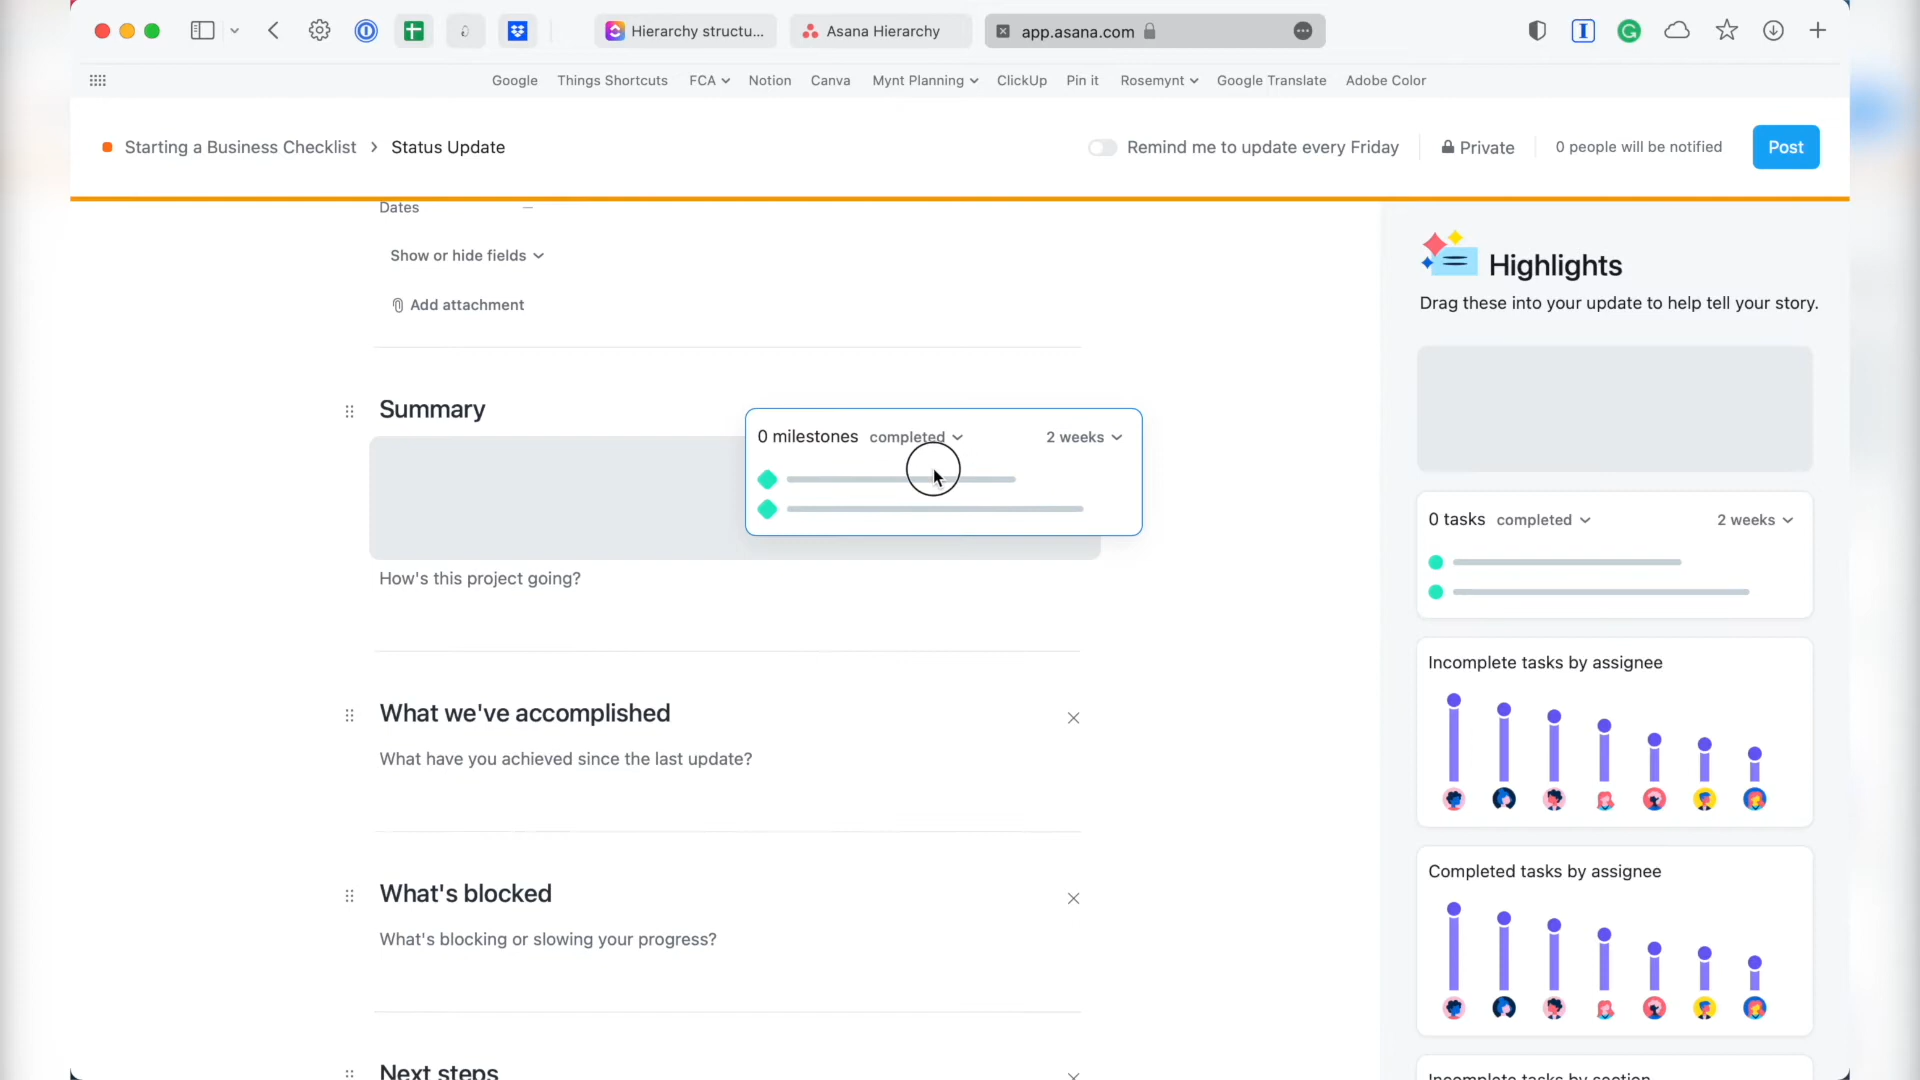 Hierarchy structu...
Asana Hierarchy
app.asana.com
Google
Things Shortcuts
FCA
Notion
Canva
Mynt Planning
ClickUp
Pin it
Rosemynt
Google Translate
Adobe Color
Starting a Business Checklist > Status Update
Remind me to update every Friday
Private
0 people will be notified
Post
Dates —
Show or hide fields
Add attachment
Summary
0 milestones completed 2 weeks
How's this project going?
What we've accomplished
What have you achieved since the last update?
What's blocked
What's blocking or slowing your progress?
Next steps
Highlights
Drag these into your update to help tell your story.
0 tasks completed 2 weeks
Incomplete tasks by assignee
Completed tasks by assignee
Incomplete tasks by section